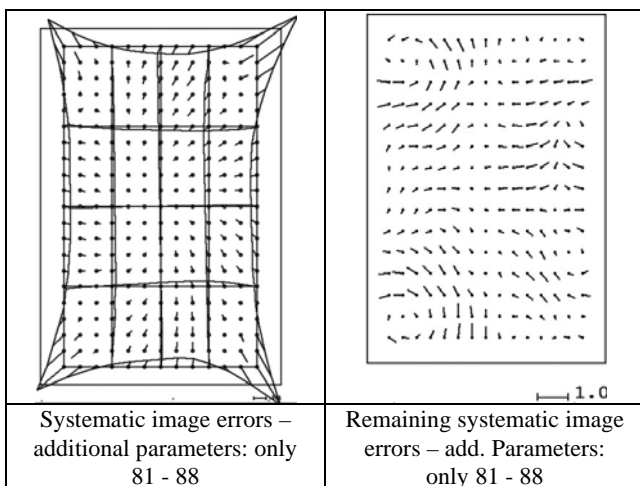 1.0
Systematic image errors –
additional parameters: only
81 - 88
Remaining systematic image
errors – add. Parameters:
only 81 - 88